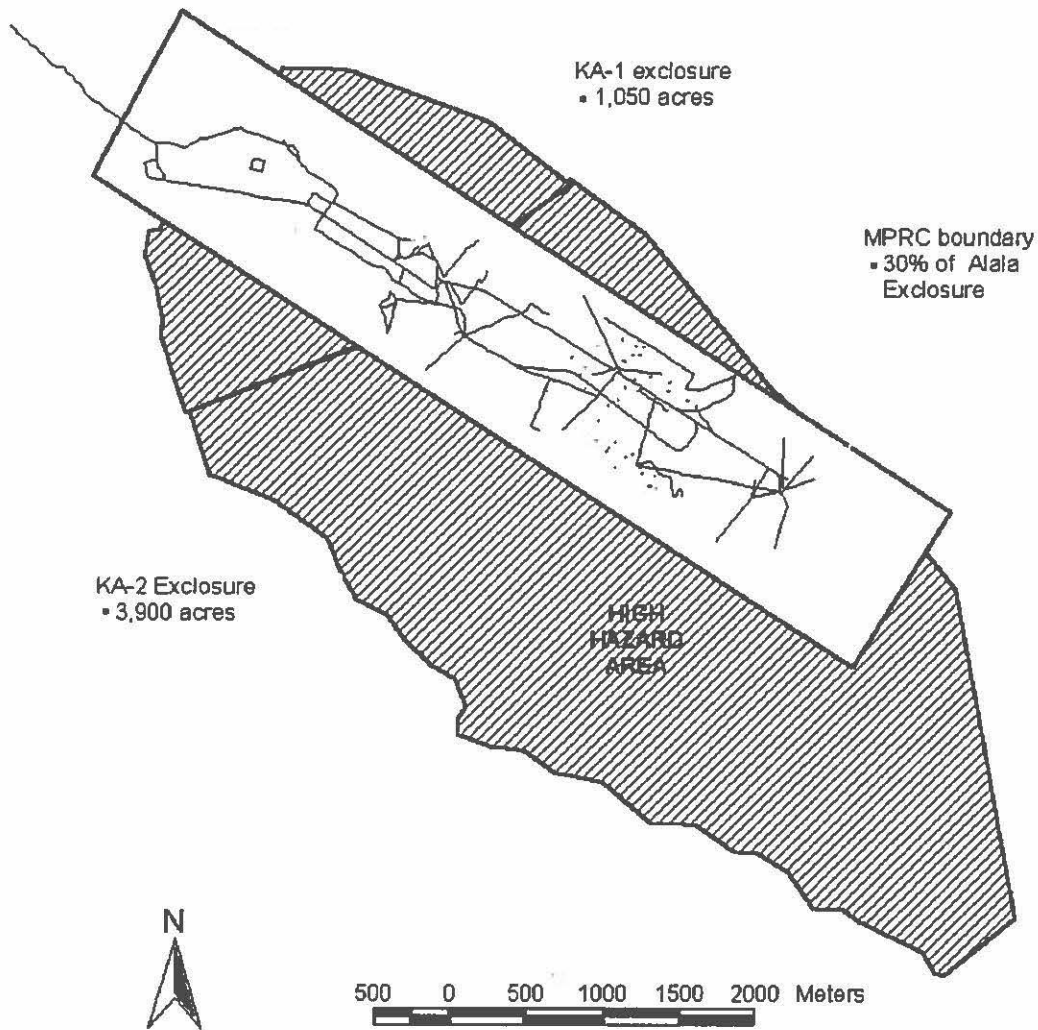 KA-1 exclosure
▪ 1,050 acres
MPRC boundary
▪ 30% of Alala
Exclosure
KA-2 Exclosure
▪ 3,900 acres
HIGH
HAZARD
AREA
N
500 0 500 1000 1500 2000 Meters